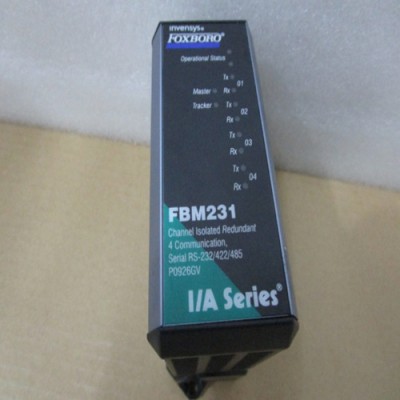 invensys
FOXBORO®
Operational Status
Tx
01
Master Rx
Tracker Tx
02
Rx
Tx
03
Rx
Tx
04
Rx
FBM231
Channel Isolated Redundant
4 Communication,
Serial RS-232/422/485
P0926GV
I/A Series®